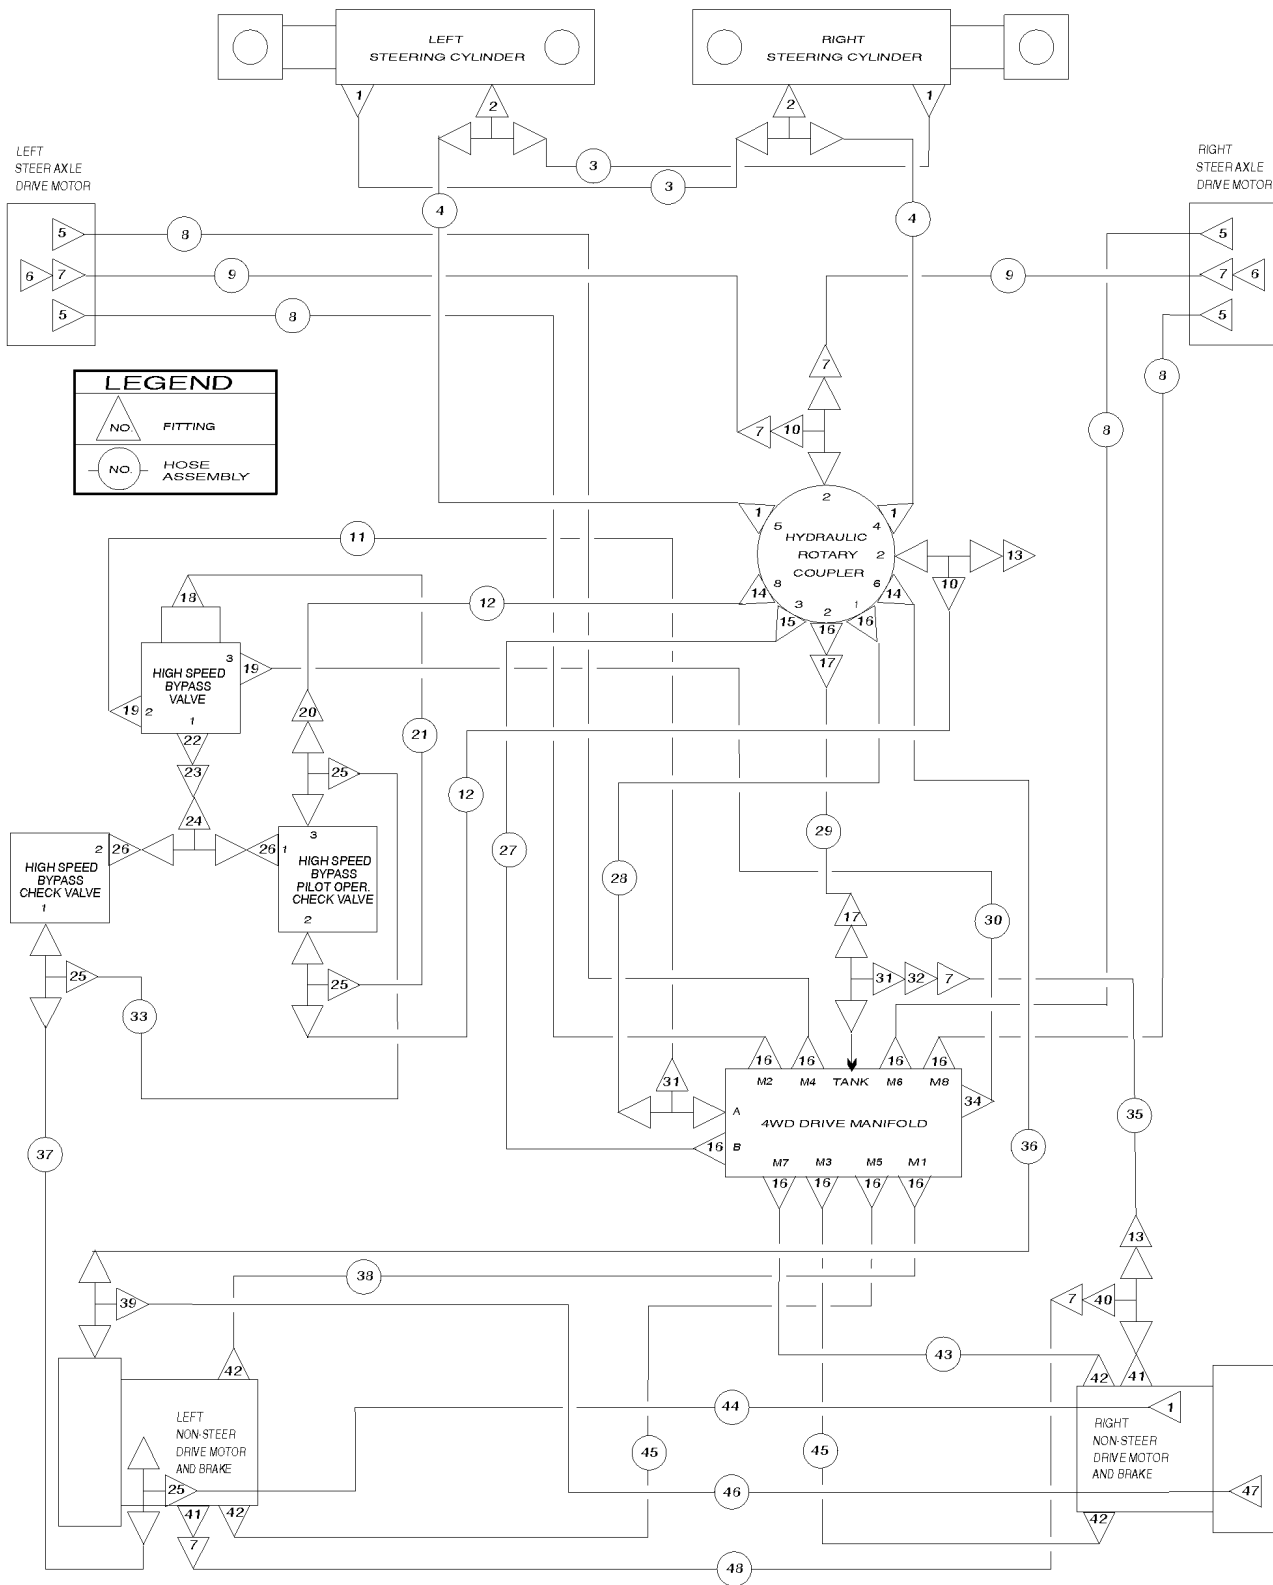 LEFT
STEERING CYLINDER
RIGHT
STEERING CYLINDER
1
2
2
1
LEFT
STEER AXLE
DRIVE MOTOR
3
3
RIGHT
STEER AXLE
DRIVE MOTOR
4
4
5
8
5
6
7
9
9
7
6
5
8
5
7
8
LEGEND
NO. FITTING
NO. HOSE
ASSEMBLY
8
7
10
2
1
1
5
4
HYDRAULIC
ROTARY
COUPLER
2
13
11
8
6
10
18
12
14
14
3
2
1
15
16
16
17
3
19
HIGH SPEED
BYPASS
VALVE
19
2
1
20
21
22
23
25
12
24
29
27
28
2
26
26
1
3
HIGH SPEED
BYPASS
CHECK VALVE
1
HIGH SPEED
BYPASS
PILOT OPER.
CHECK VALVE
2
17
30
25
25
31
32
7
33
16
16
16
16
31
M2
M4
TANK
M6
M8
34
A
4WD DRIVE MANIFOLD
35
16
B
36
37
M7
M3
M5
M1
16
16
16
16
13
38
39
7
40
43
42
42
41
44
1
LEFT
NON-STEER
DRIVE MOTOR
AND BRAKE
RIGHT
NON-STEER
DRIVE MOTOR
AND BRAKE
45
45
25
46
47
41
42
42
7
48